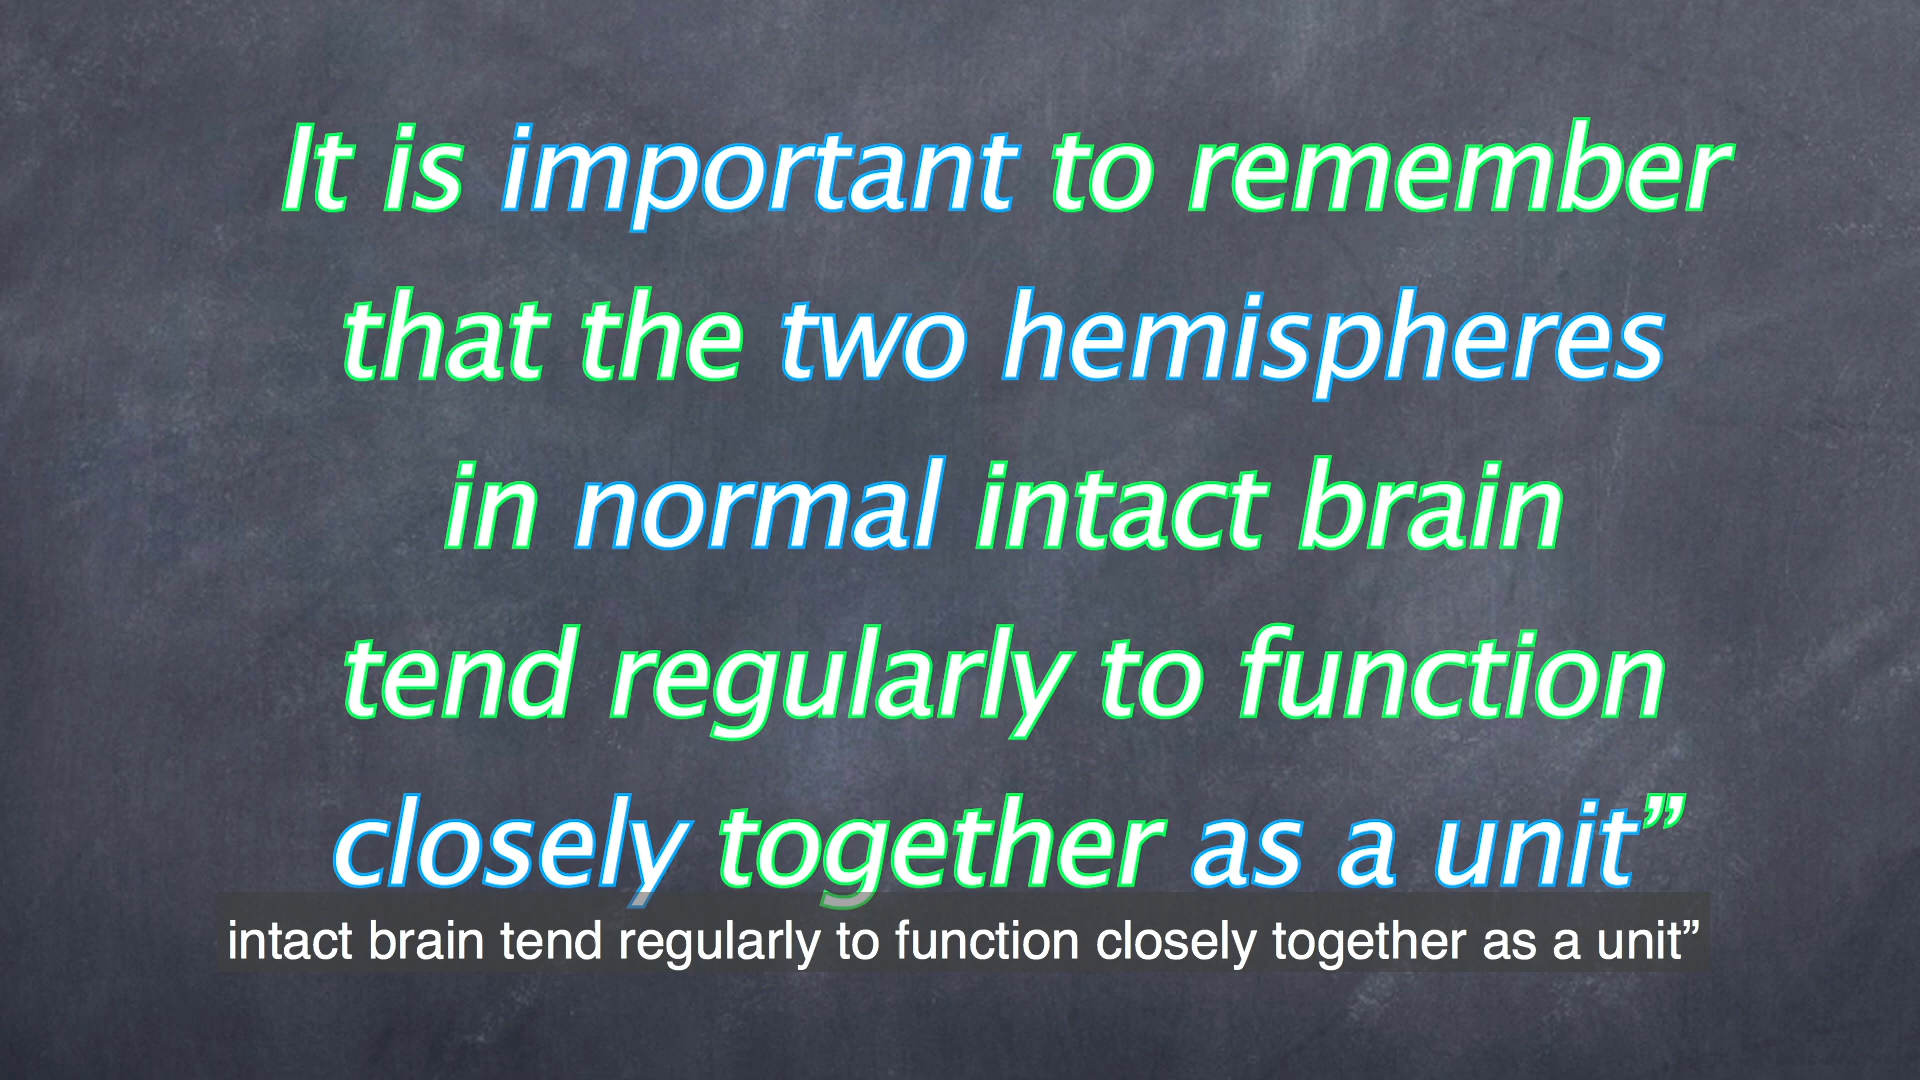 It is important to remember
that the two hemispheres
in normal intact brain
tend regularly to function
closely together as a unit”
intact brain tend regularly to function closely together as a unit”